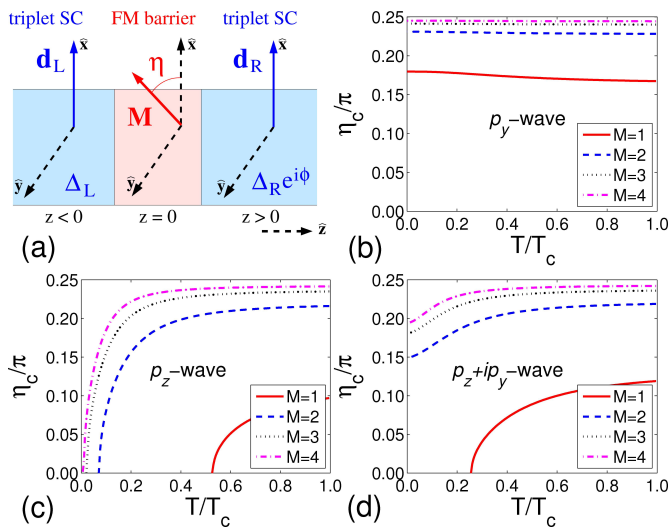 triplet SC FM barrier triplet SC
x̂ x̂ x̂
d_L η d_R
M
ŷ ŷ ŷ
Δ_L Δ_R e^{iϕ}
z < 0 z = 0 z > 0
ẑ
(a)
η_c/π
0.25
0.20
0.15
0.10
0.05
0.00
p_y−wave
M=1
M=2
M=3
M=4
0.0 0.2 0.4 0.6 0.8 1.0
T/T_c
(b)
η_c/π
0.25
0.20
0.15
0.10
0.05
0.00
p_z−wave
M=1
M=2
M=3
M=4
0.0 0.2 0.4 0.6 0.8 1.0
T/T_c
(c)
η_c/π
0.25
0.20
0.15
0.10
0.05
0.00
p_z+ip_y−wave
M=1
M=2
M=3
M=4
0.0 0.2 0.4 0.6 0.8 1.0
T/T_c
(d)